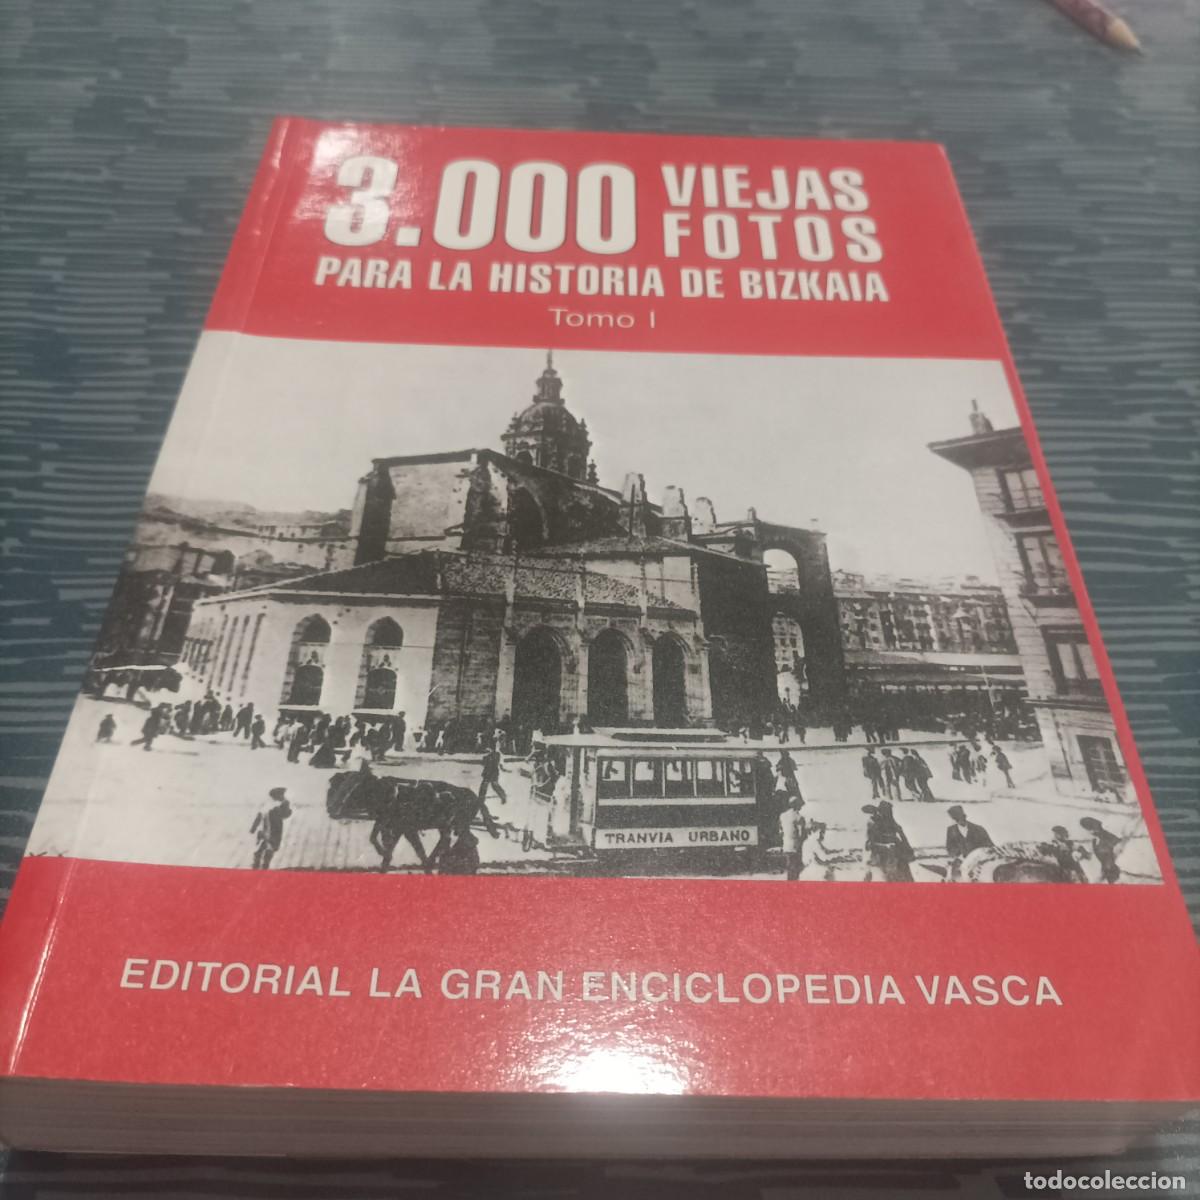 3.000 VIEJAS
FOTOS
PARA LA HISTORIA DE BIZKAIA
Tomo I
TRANVIA URBANO
EDITORIAL LA GRAN ENCICLOPEDIA VASCA
todocoleccion